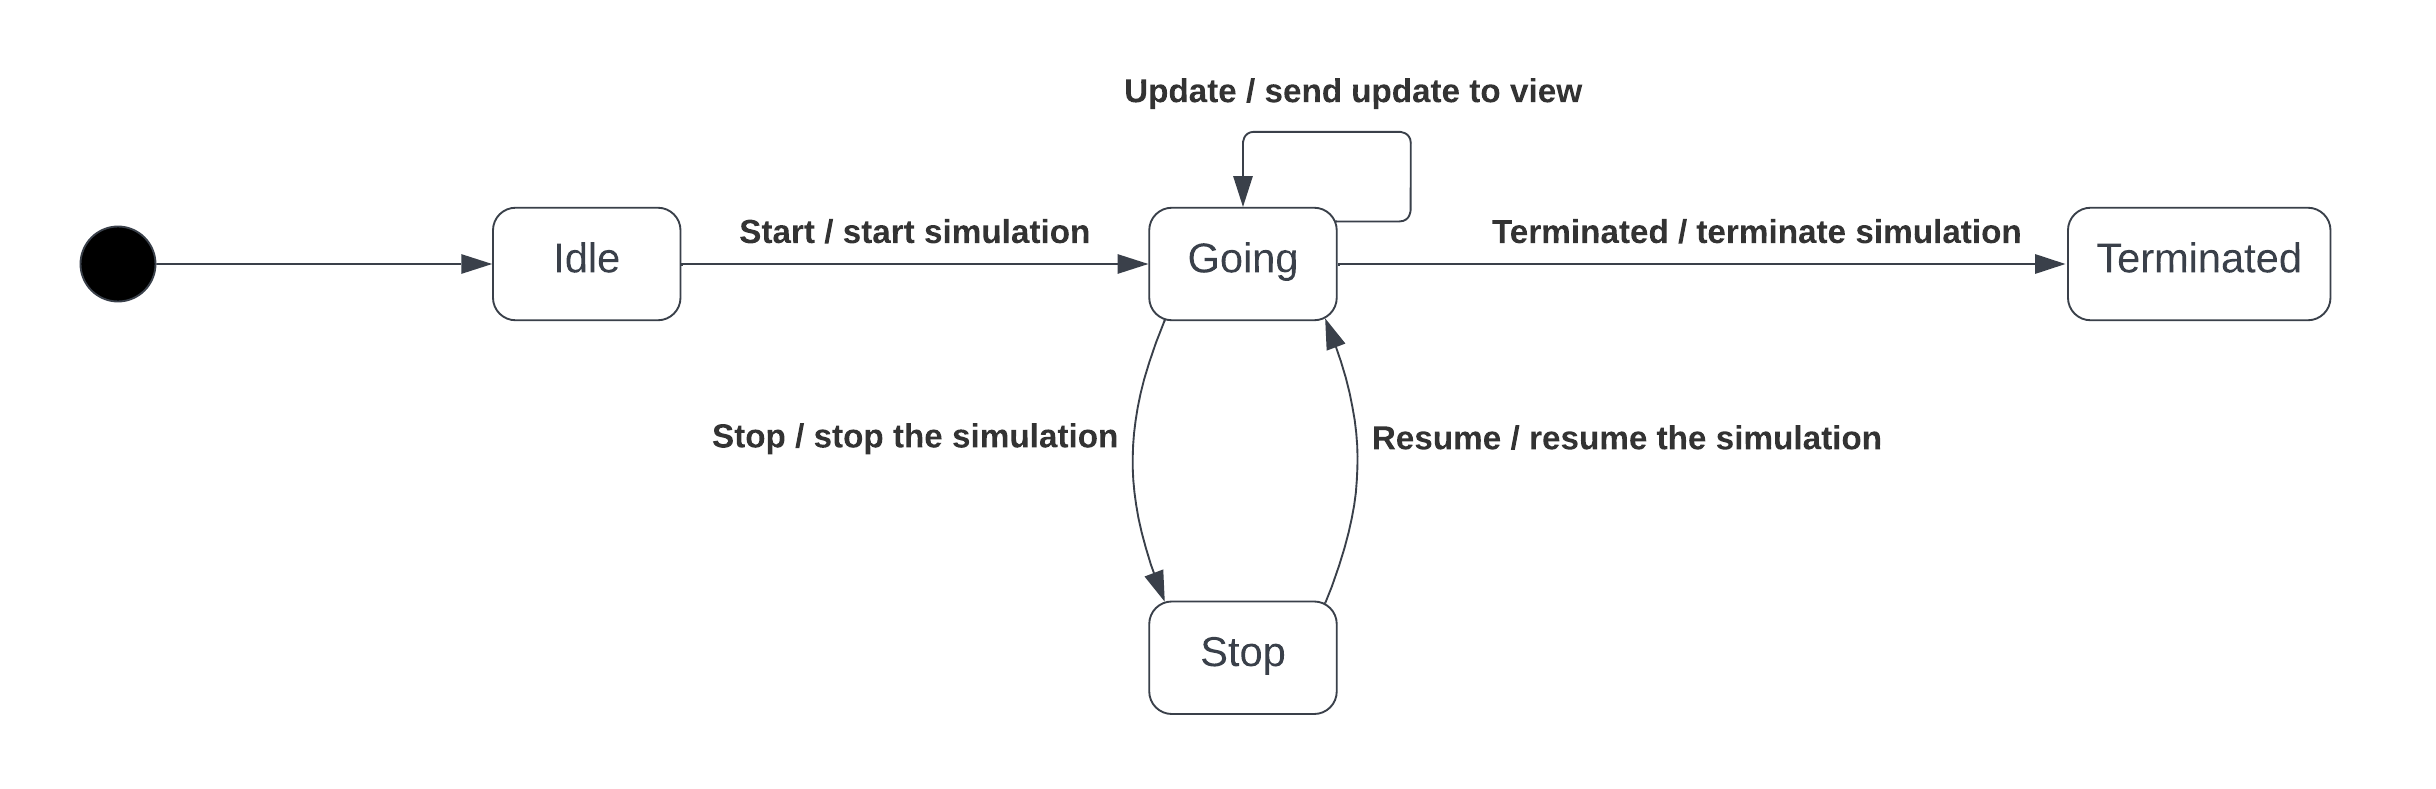 Update / send update to view
Idle
Start / start simulation
Going
Terminated / terminate simulation
Terminated
Stop / stop the simulation
Resume / resume the simulation
Stop